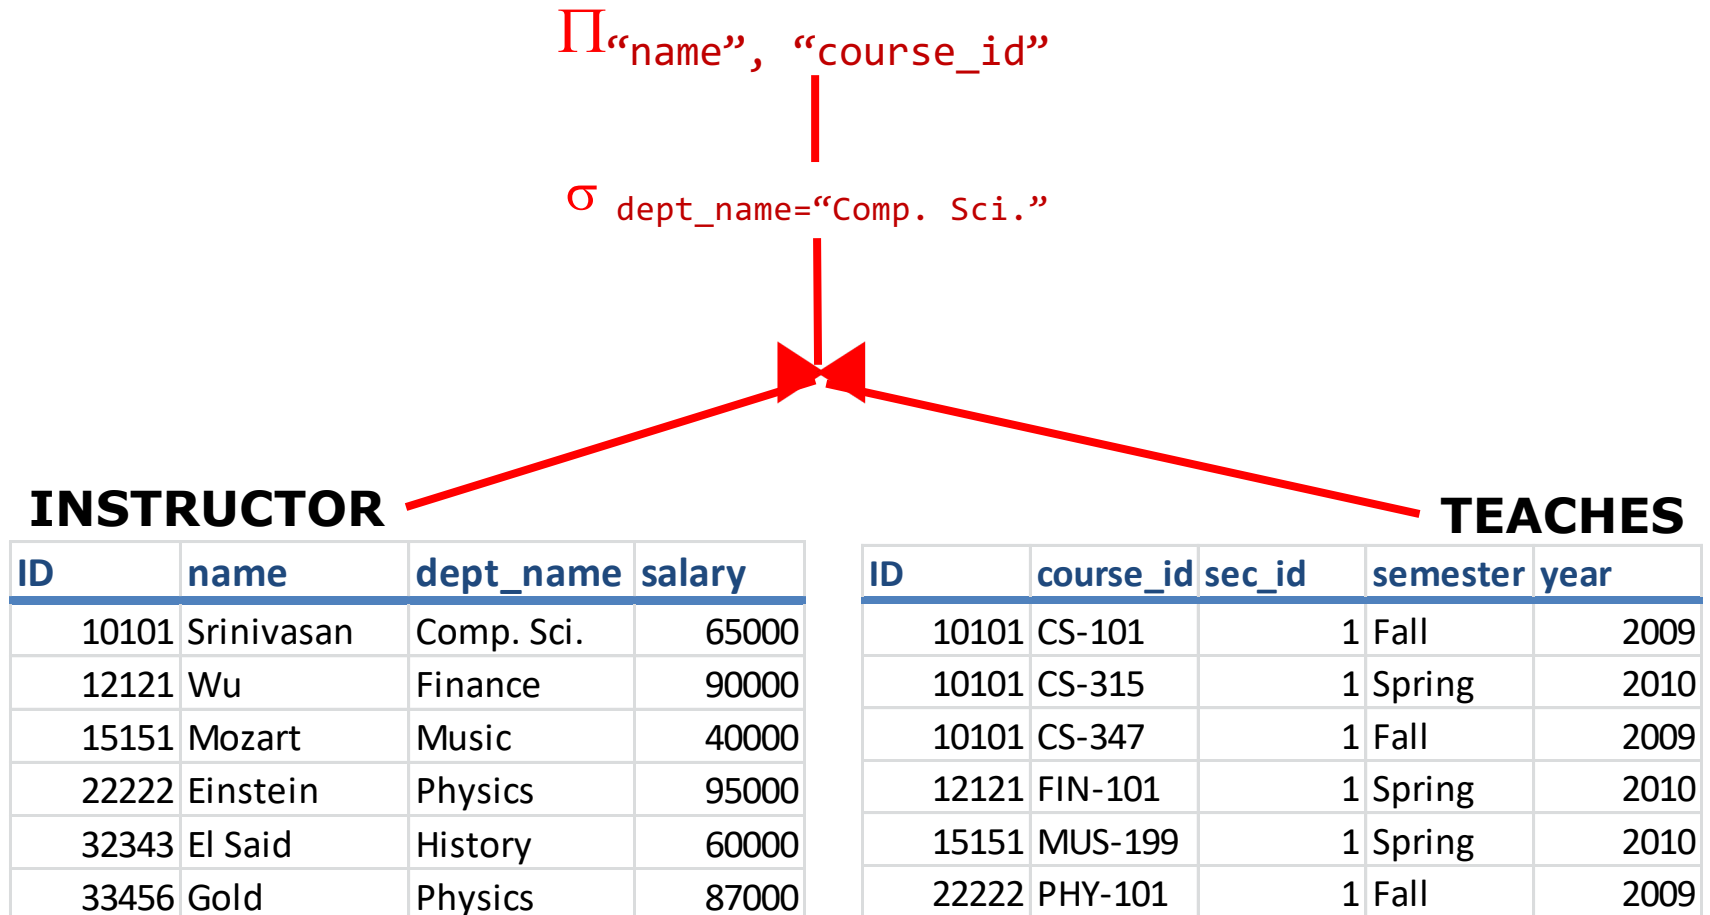 Π“name”, “course_id”
σ dept_name=“Comp. Sci.”
INSTRUCTOR
ID name dept_name salary
10101 Srinivasan Comp. Sci. 65000
12121 Wu Finance 90000
15151 Mozart Music 40000
22222 Einstein Physics 95000
32343 El Said History 60000
33456 Gold Physics 87000
TEACHES
ID course_id sec_id semester year
10101 CS-101 1 Fall 2009
10101 CS-315 1 Spring 2010
10101 CS-347 1 Fall 2009
12121 FIN-101 1 Spring 2010
15151 MUS-199 1 Spring 2010
22222 PHY-101 1 Fall 2009